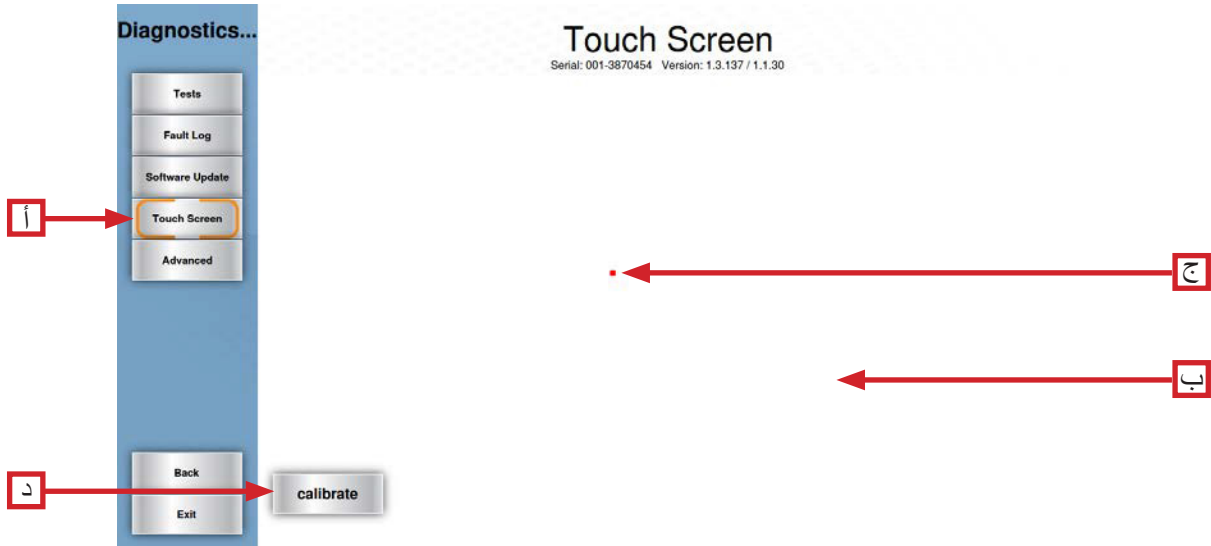 Diagnostics...
Tests
Fault Log
Software Update
Touch Screen
Advanced
Back
Exit
Touch Screen
Serial: 001-3870454 Version: 1.3.137 / 1.1.30
calibrate
أ
ج
ب
د